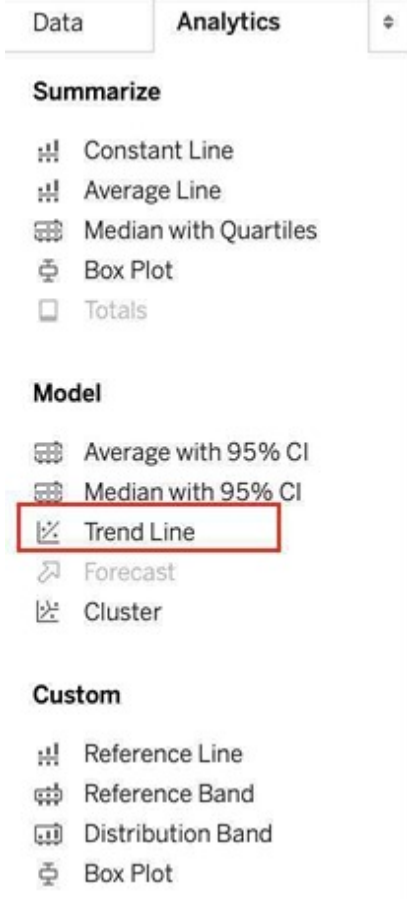 Data Analytics
Summarize
Constant Line
Average Line
Median with Quartiles
Box Plot
Totals
Model
Average with 95% CI
Median with 95% CI
Trend Line
Forecast
Cluster
Custom
Reference Line
Reference Band
Distribution Band
Box Plot